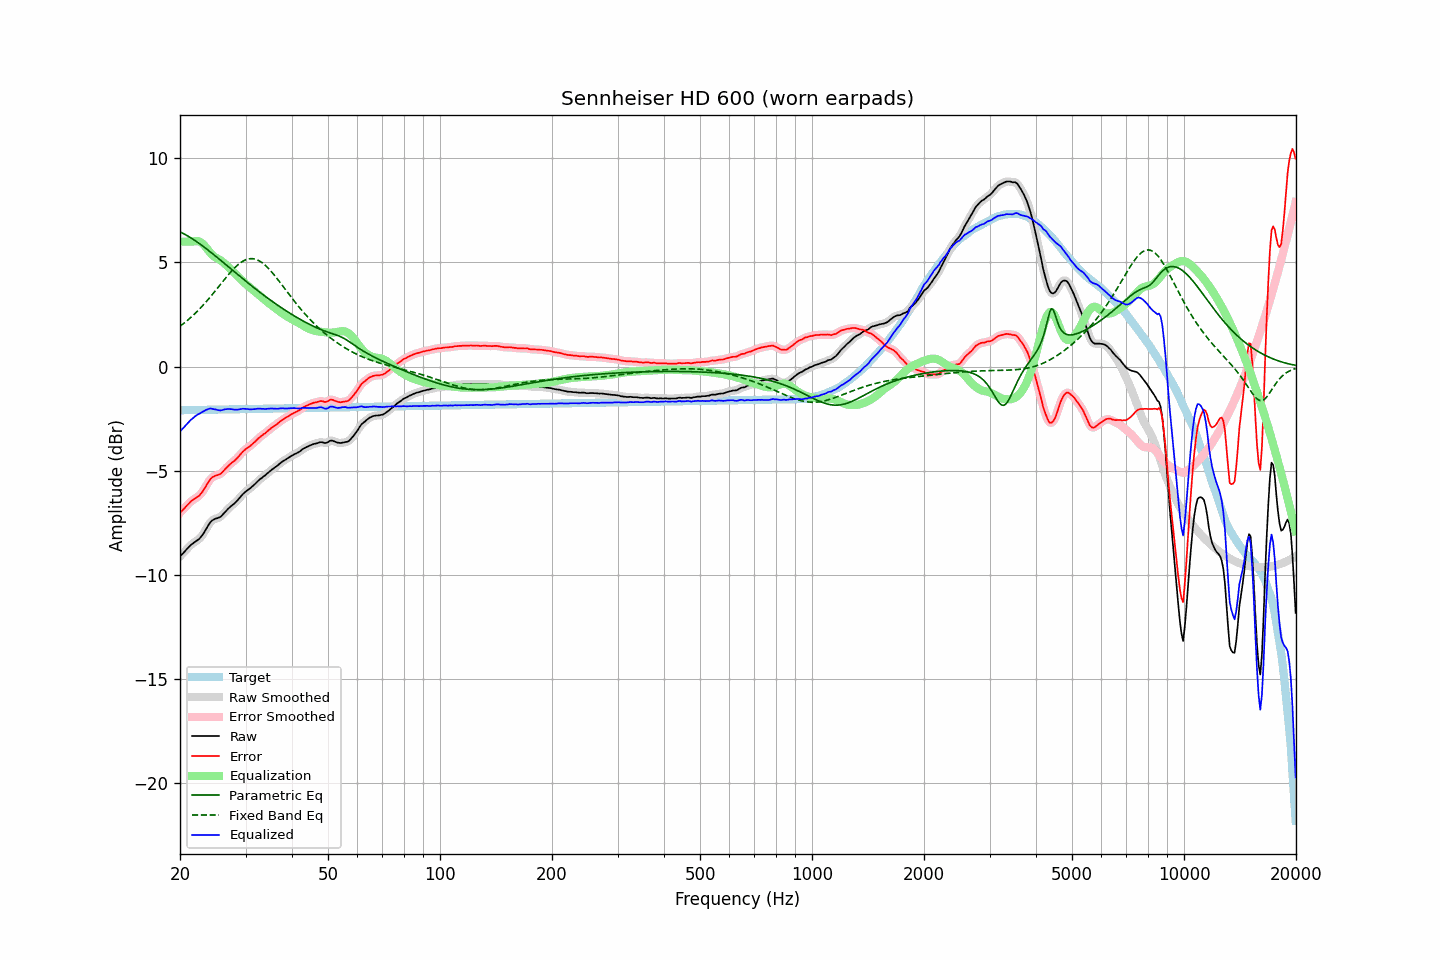 Sennheiser HD 600 (worn earpads)
Amplitude (dBr)
10
5
0
−5
−10
−15
−20
Target
Raw Smoothed
Error Smoothed
Raw
Error
Equalization
Parametric Eq
Fixed Band Eq
Equalized
20 50 100 200 500 1000 2000 5000 10000 20000
Frequency (Hz)